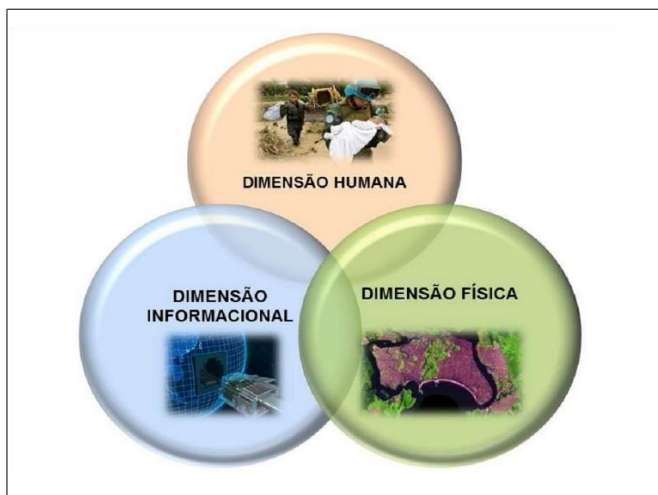 DIMENSÃO HUMANA
DIMENSÃO
INFORMACIONAL
DIMENSÃO FÍSICA